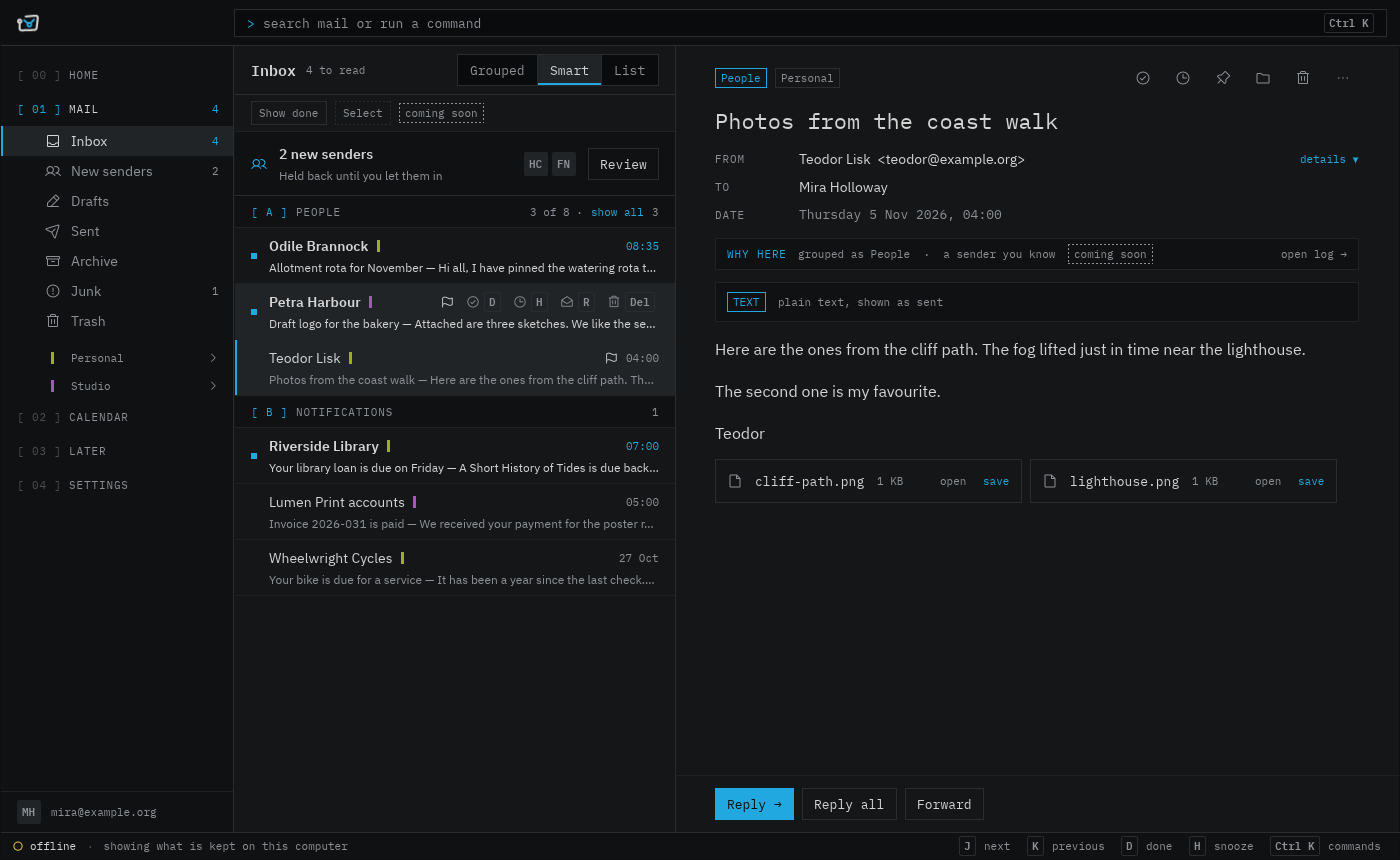 > search mail or run a command Ctrl K
[ 00 ] HOME
[ 01 ] MAIL 4
Inbox 4
New senders 2
Drafts
Sent
Archive
Junk 1
Trash
Personal
Studio
[ 02 ] CALENDAR
[ 03 ] LATER
[ 04 ] SETTINGS
MH mira@example.org
Inbox 4 to read Grouped Smart List
Show done Select coming soon
2 new senders
Held back until you let them in
HC FN Review
[ A ] PEOPLE 3 of 8 · show all 3
Odile Brannock 08:35
Allotment rota for November — Hi all, I have pinned the watering rota t…
Petra Harbour D H R Del
Draft logo for the bakery — Attached are three sketches. We like the se…
Teodor Lisk 04:00
Photos from the coast walk — Here are the ones from the cliff path. Th…
[ B ] NOTIFICATIONS 1
Riverside Library 07:00
Your library loan is due on Friday — A Short History of Tides is due back…
Lumen Print accounts 05:00
Invoice 2026-031 is paid — We received your payment for the poster r…
Wheelwright Cycles 27 Oct
Your bike is due for a service — It has been a year since the last check.…
People Personal ···
Photos from the coast walk
FROM Teodor Lisk <teodor@example.org> details ▾
TO Mira Holloway
DATE Thursday 5 Nov 2026, 04:00
WHY HERE grouped as People · a sender you know coming soon open log →
TEXT plain text, shown as sent
Here are the ones from the cliff path. The fog lifted just in time near the lighthouse.
The second one is my favourite.
Teodor
cliff-path.png 1 KB open save
lighthouse.png 1 KB open save
Reply → Reply all Forward
offline · showing what is kept on this computer
J next K previous D done H snooze Ctrl K commands